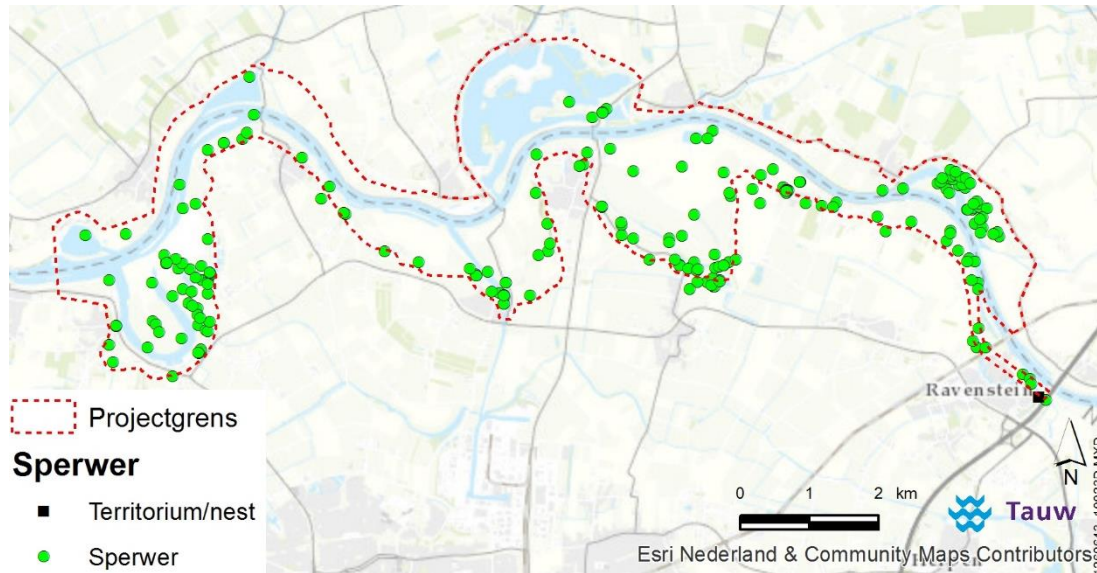 Ravenstein
Projectgrens
Sperwer
Territorium/nest
Sperwer
0 1 2 km
N
Tauw
Esri Nederland & Community Maps Contributors